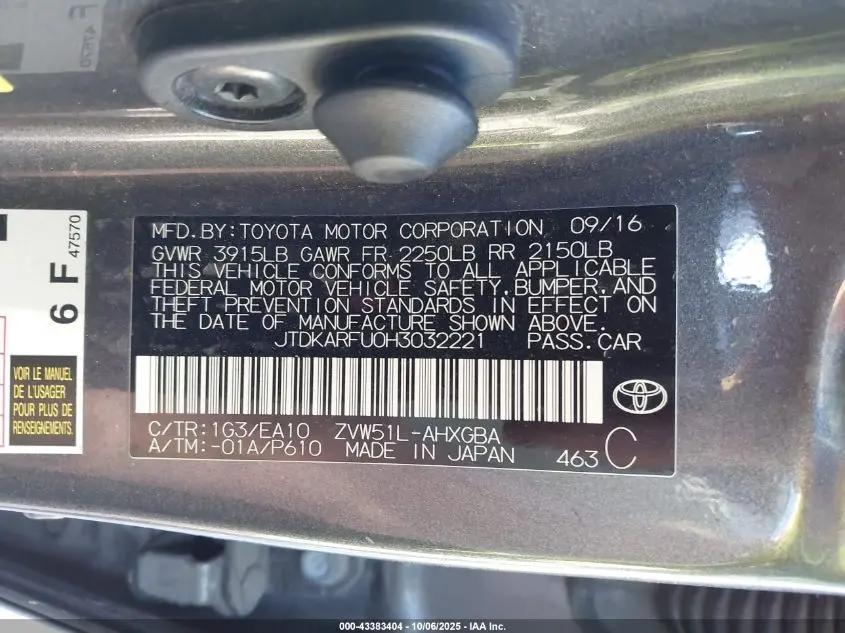 F
47570
6 F
47570
VOIR LE MANUEL
DE L'USAGER
POUR PLUS DE
RENSEIGNEMENTS.
MFD.BY:TOYOTA MOTOR CORPORATION 09/16
GVWR 3915LB GAWR FR 2250LB RR 2150LB
THIS VEHICLE CONFORMS TO ALL APPLICABLE
FEDERAL MOTOR VEHICLE SAFETY,BUMPER,AND
THEFT PREVENTION STANDARDS IN EFFECT ON
THE DATE OF MANUFACTURE SHOWN ABOVE.
JTDKARFU0H3032221 PASS.CAR
C/TR:1G3/EA10 ZVW51L-AHXGBA
A/TM:-01A/P610 MADE IN JAPAN 463 C
000-43383404 - 10/06/2025 - IAA Inc.